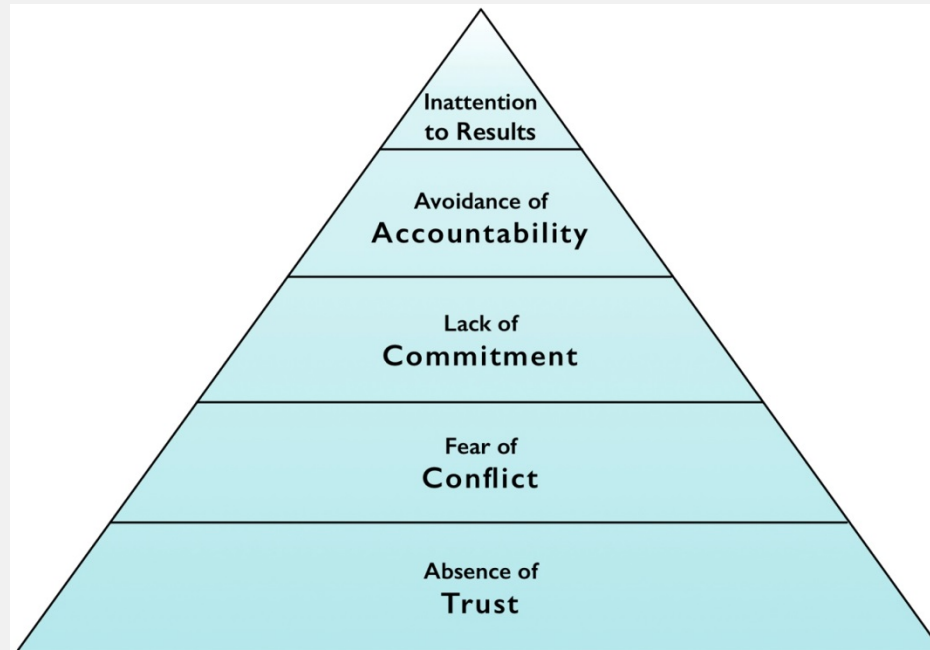 Inattention
to Results
Avoidance of
Accountability
Lack of
Commitment
Fear of
Conflict
Absence of
Trust